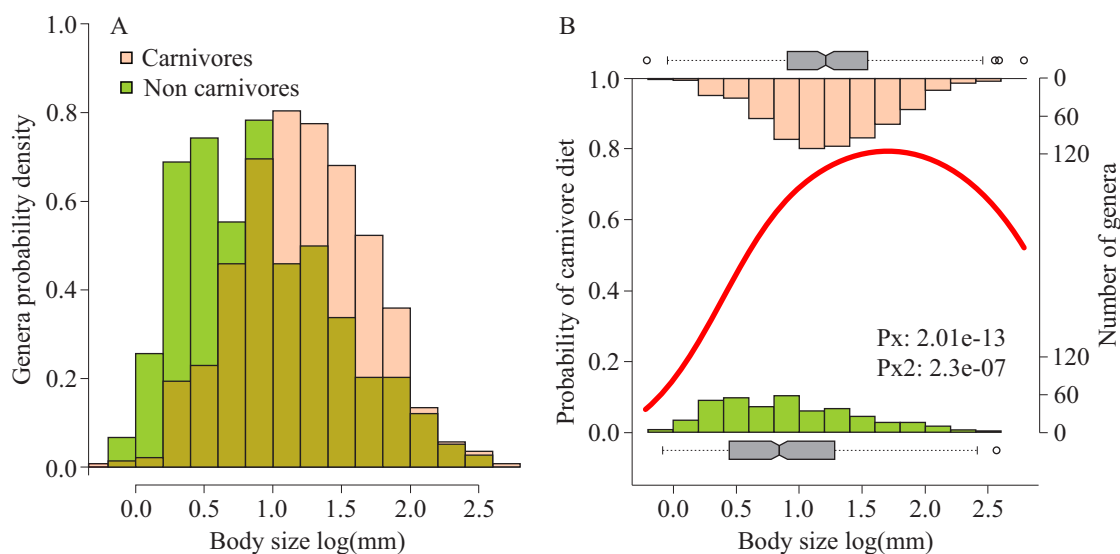 A
Carnivores
Non carnivores
Genera probability density
1.0
0.8
0.6
0.4
0.2
0.0
0.0 0.5 1.0 1.5 2.0 2.5
Body size log(mm)
B
Probability of carnivore diet
1.0
0.8
0.6
0.4
0.2
0.0
0
60
120
120
60
0
Number of genera
Px: 2.01e-13
Px2: 2.3e-07
0.0 0.5 1.0 1.5 2.0 2.5
Body size log(mm)